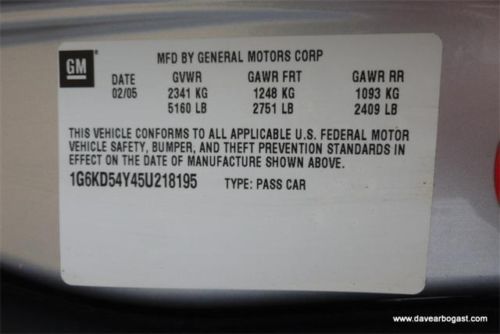 GM
MFD BY GENERAL MOTORS CORP
DATE GVWR GAWR FRT GAWR RR
02/05 2341 KG 1248 KG 1093 KG
5160 LB 2751 LB 2409 LB
THIS VEHICLE CONFORMS TO ALL APPLICABLE U.S. FEDERAL MOTOR
VEHICLE SAFETY, BUMPER, AND THEFT PREVENTION STANDARDS IN
EFFECT ON THE DATE OF MANUFACTURE SHOWN ABOVE.
1G6KD54Y45U218195 TYPE: PASS CAR
www.davearbogast.com